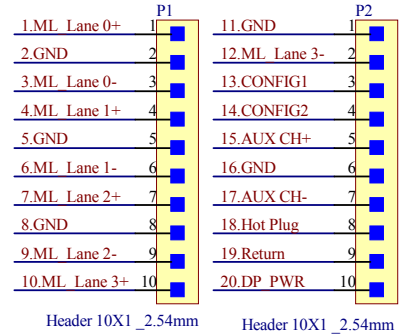 P1
1.ML_Lane 0+ 1
2.GND 2
3.ML_Lane 0- 3
4.ML_Lane 1+ 4
5.GND 5
6.ML_Lane 1- 6
7.ML_Lane 2+ 7
8.GND 8
9.ML_Lane 2- 9
10.ML_Lane 3+ 10
Header 10X1 _2.54mm
P2
11.GND 1
12.ML_Lane 3- 2
13.CONFIG1 3
14.CONFIG2 4
15.AUX CH+ 5
16.GND 6
17.AUX CH- 7
18.Hot Plug 8
19.Return 9
20.DP_PWR 10
Header 10X1 _2.54mm